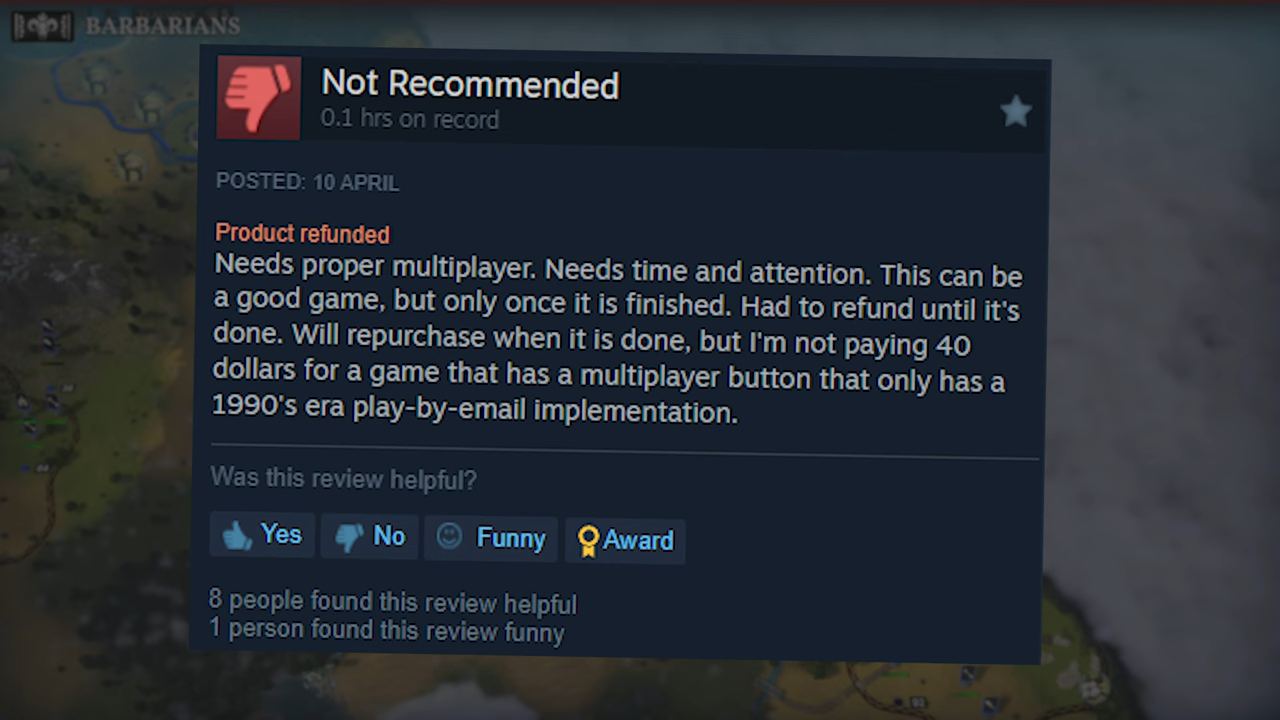 BARBARIANS
Not Recommended
0.1 hrs on record
POSTED: 10 APRIL
Product refunded
Needs proper multiplayer. Needs time and attention. This can be
a good game, but only once it is finished. Had to refund until it's
done. Will repurchase when it is done, but I'm not paying 40
dollars for a game that has a multiplayer button that only has a
1990's era play-by-email implementation.
Was this review helpful?
Yes
No
Funny
Award
8 people found this review helpful
1 person found this review funny